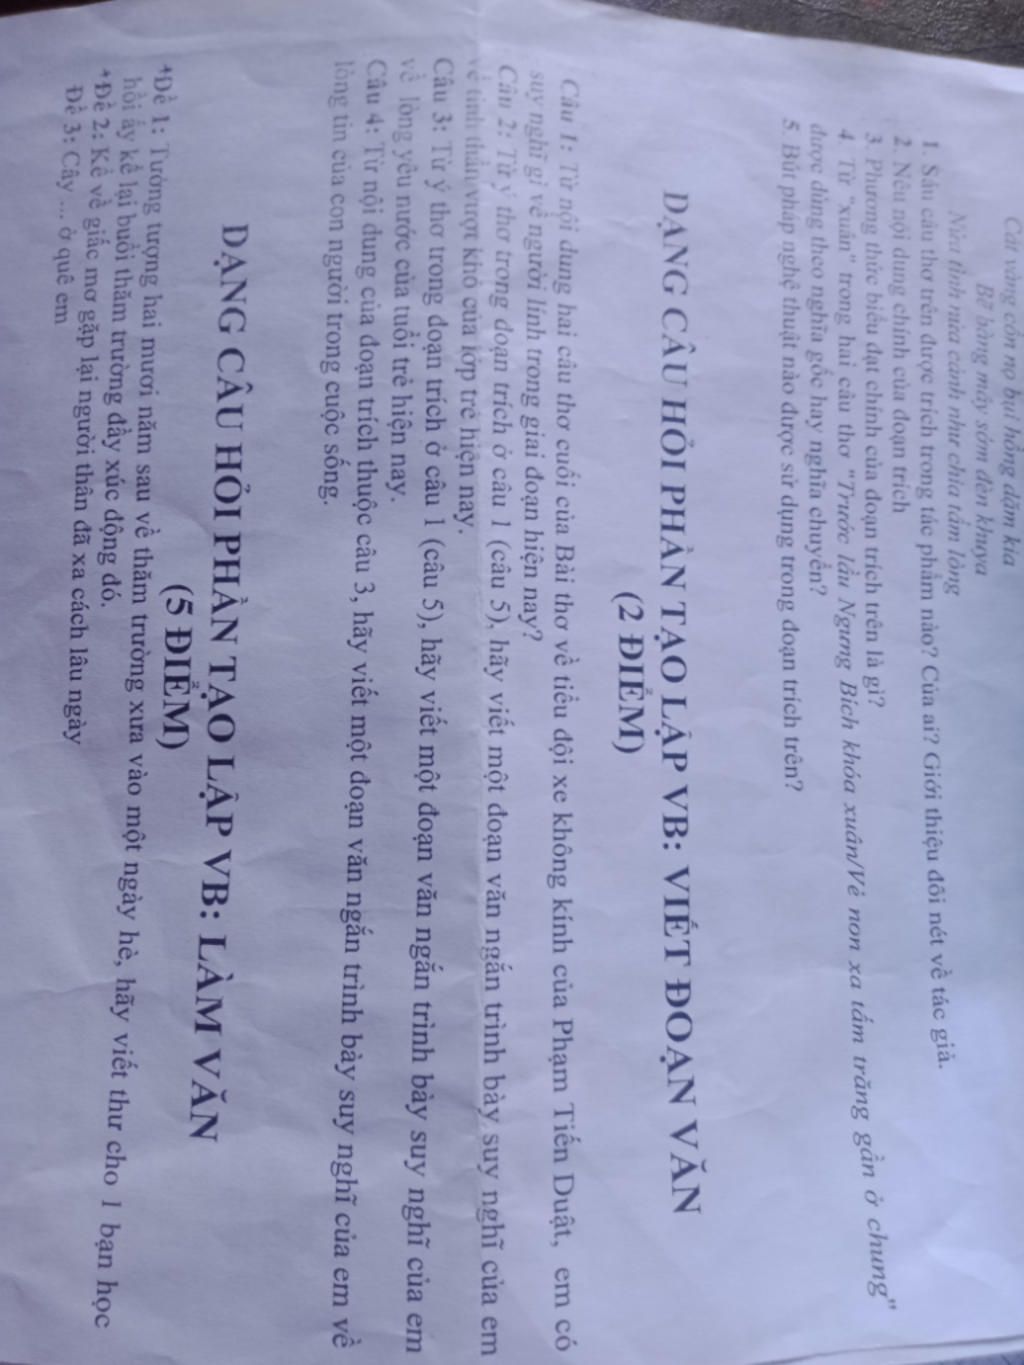 Cát vàng cồn nọ bụi hồng dặm kia
Bẽ bàng mây sớm đèn khuya
Nửa tình nửa cảnh như chia tấm lòng
1. Sáu câu thơ trên được trích trong tác phẩm nào? Của ai? Giới thiệu đôi nét về tác giả.
2. Nêu nội dung chính của đoạn trích
3. Phương thức biểu đạt chính của đoạn trích trên là gì?
4. Từ "xuân" trong hai câu thơ "Trước lầu Ngưng Bích khóa xuân/Vẻ non xa tấm trăng gần ở chung"
được dùng theo nghĩa gốc hay nghĩa chuyển?
5. Bút pháp nghệ thuật nào được sử dụng trong đoạn trích trên?
DẠNG CÂU HỎI PHẦN TẠO LẬP VB: VIẾT ĐOẠN VĂN
(2 ĐIỂM)
Câu 1: Từ nội dung hai câu thơ cuối của Bài thơ về tiểu đội xe không kính của Phạm Tiến Duật, em có
suy nghĩ gì về người lính trong giai đoạn hiện nay?
Câu 2: Từ ý thơ trong đoạn trích ở câu 1 (câu 5), hãy viết một đoạn văn ngắn trình bày suy nghĩ của em
về tinh thần vượt khó của lớp trẻ hiện nay.
Câu 3: Từ ý thơ trong đoạn trích ở câu 1 (câu 5), hãy viết một đoạn văn ngắn trình bày suy nghĩ của em
về lòng yêu nước của tuổi trẻ hiện nay.
Câu 4: Từ nội dung của đoạn trích thuộc câu 3, hãy viết một đoạn văn ngắn trình bày suy nghĩ của em về
lòng tin của con người trong cuộc sống.
DẠNG CÂU HỎI PHẦN TẠO LẬP VB: LÀM VĂN
(5 ĐIỂM)
*Đề 1: Tưởng tượng hai mươi năm sau về thăm trường xưa vào một ngày hè, hãy viết thư cho 1 bạn học
hồi ấy kể lại buổi thăm trường đầy xúc động đó.
*Đề 2: Kể về giấc mơ gặp lại người thân đã xa cách lâu ngày
Đề 3: Cây ... ở quê em